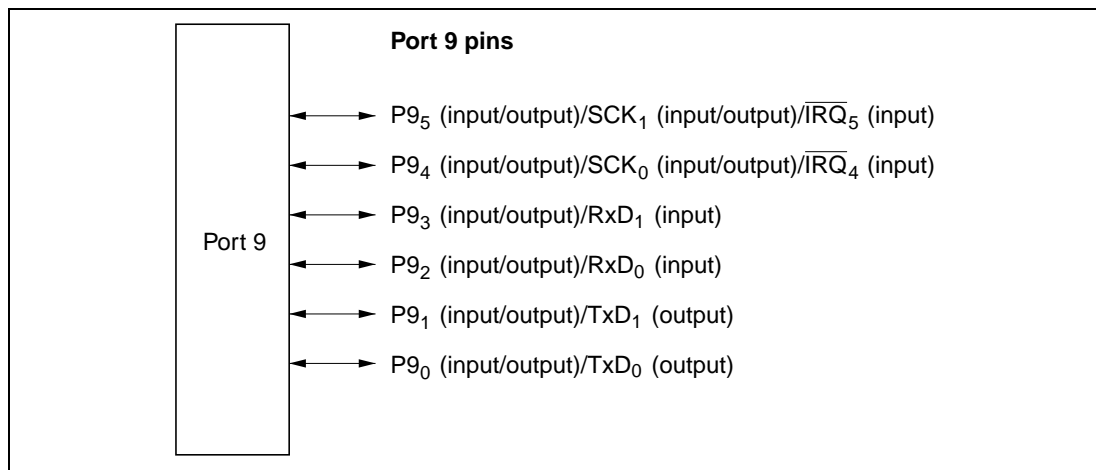 Port 9 pins
P9₅ (input/output)/SCK₁ (input/output)/I̅R̅Q̅₅ (input)
P9₄ (input/output)/SCK₀ (input/output)/I̅R̅Q̅₄ (input)
P9₃ (input/output)/RxD₁ (input)
Port 9
P9₂ (input/output)/RxD₀ (input)
P9₁ (input/output)/TxD₁ (output)
P9₀ (input/output)/TxD₀ (output)